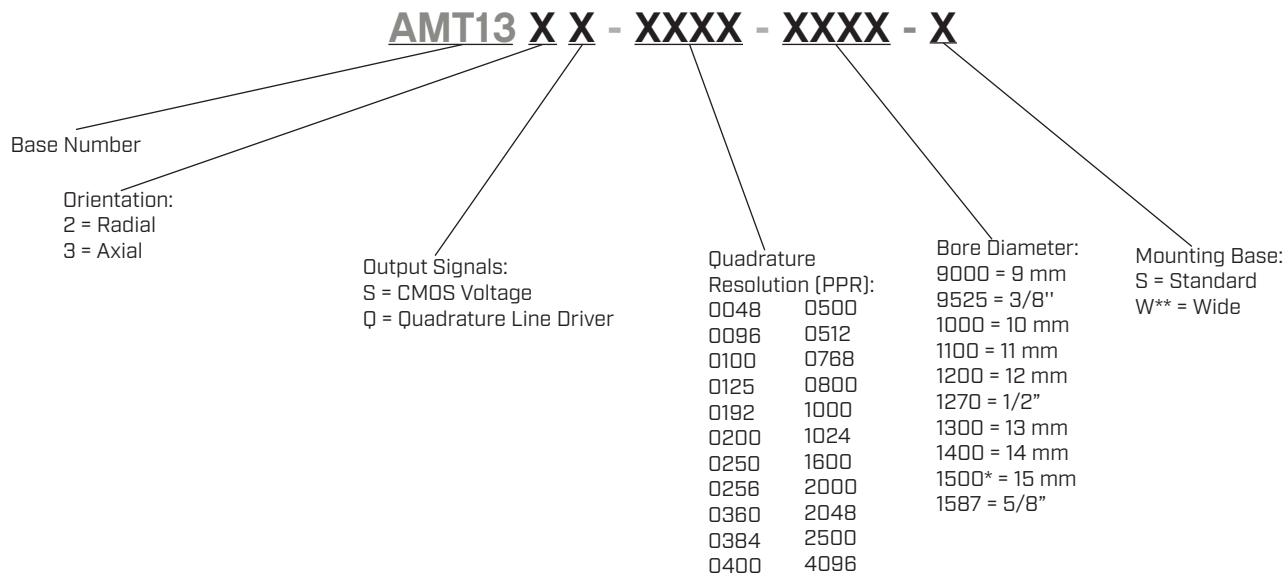 AMT13 X X - XXXX - XXXX - X
Base Number
Orientation:
2 = Radial
3 = Axial
Output Signals:
S = CMOS Voltage
Q = Quadrature Line Driver
Quadrature
Resolution (PPR):
0048 0500
0096 0512
0100 0768
0125 0800
0192 1000
0200 1024
0250 1600
0256 2000
0360 2048
0384 2500
0400 4096
Bore Diameter:
9000 = 9 mm
9525 = 3/8''
1000 = 10 mm
1100 = 11 mm
1200 = 12 mm
1270 = 1/2”
1300 = 13 mm
1400 = 14 mm
1500* = 15 mm
1587 = 5/8”
Mounting Base:
S = Standard
W** = Wide